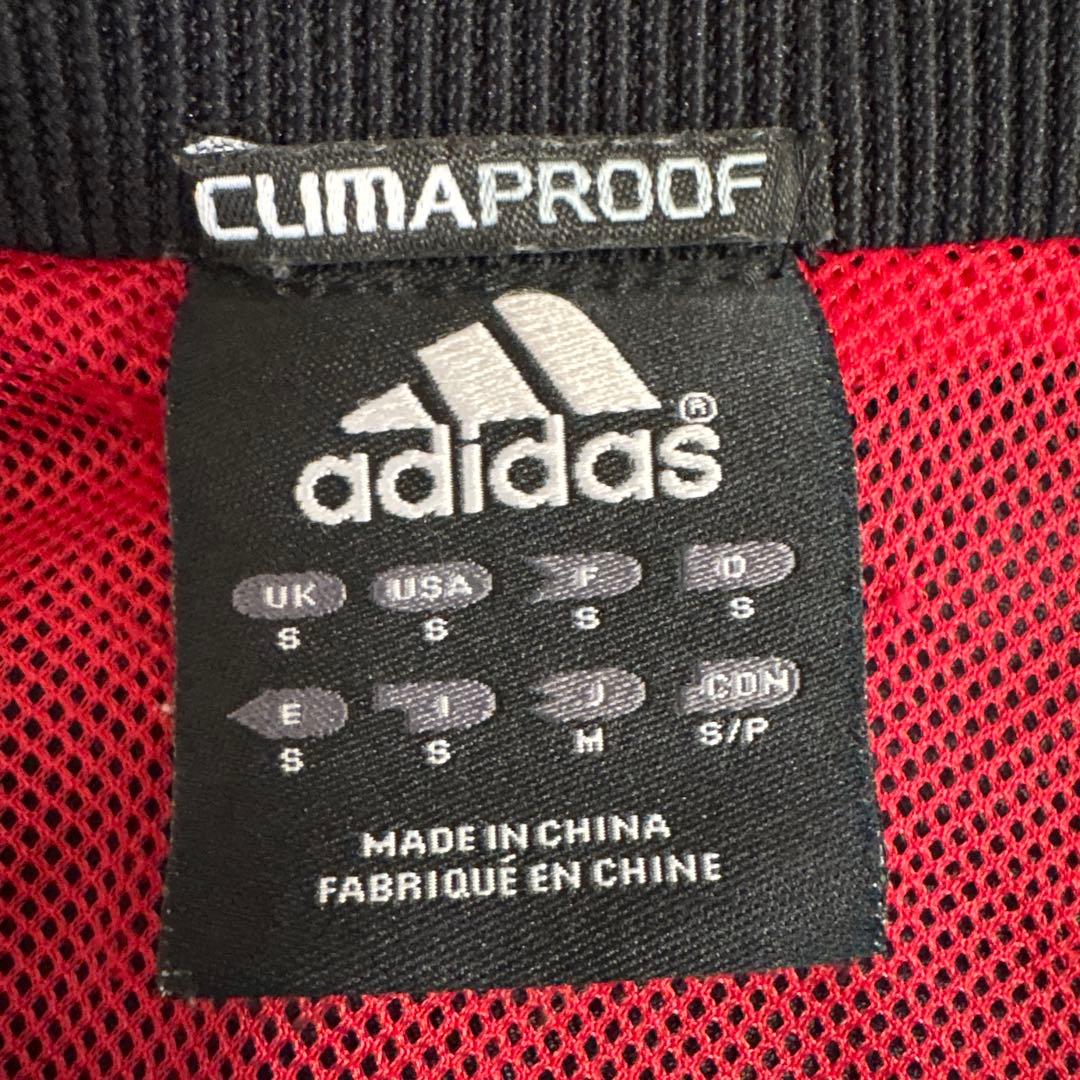 CLIMAPROOF
adidas®
UK USA F D
S S S S
E I J CDN
S S M S/P
MADE IN CHINA
FABRIQUÉ EN CHINE